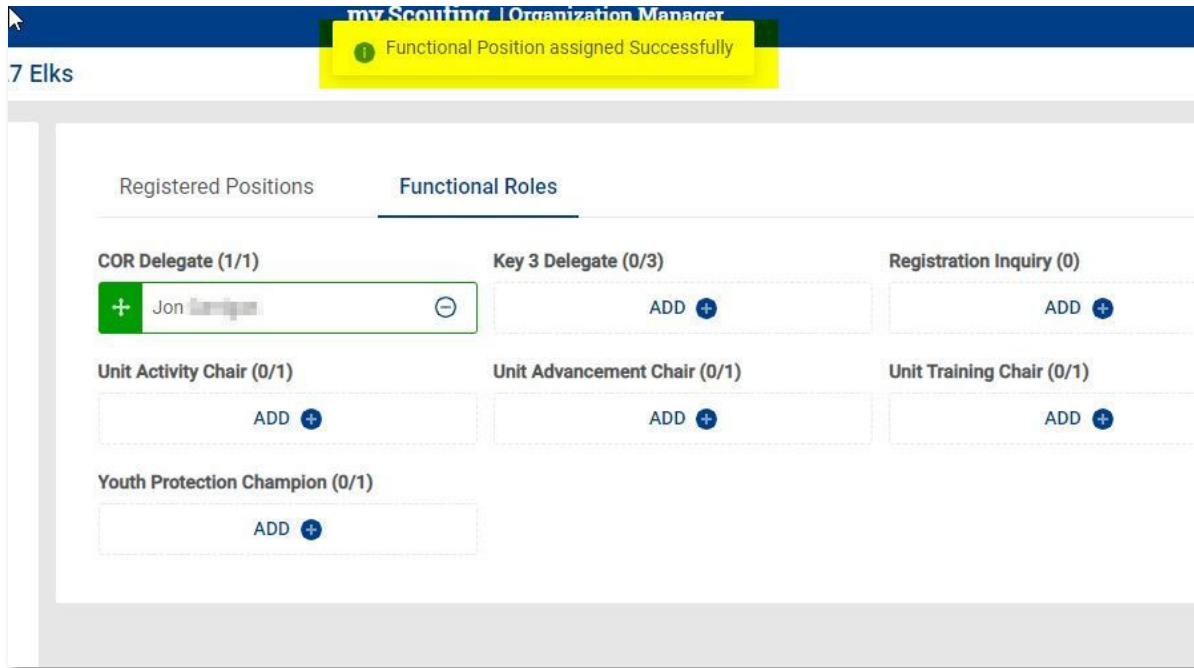 my.Scouting | Organization Manager
Functional Position assigned Successfully
7 Elks
Registered Positions Functional Roles
COR Delegate (1/1) Key 3 Delegate (0/3) Registration Inquiry (0)
Jon
ADD ADD
Unit Activity Chair (0/1) Unit Advancement Chair (0/1) Unit Training Chair (0/1)
ADD ADD ADD
Youth Protection Champion (0/1)
ADD